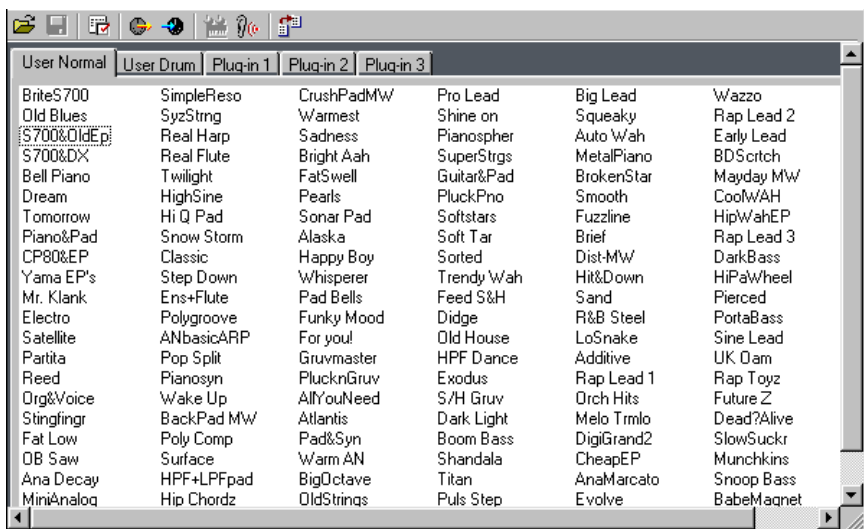 User Normal User Drum Plug-in 1 Plug-in 2 Plug-in 3
BriteS700 SimpleReso CrushPadMW Pro Lead Big Lead Wazzo
Old Blues SyzStrng Warmest Shine on Squeaky Rap Lead 2
S700&OldEp Real Harp Sadness Pianospher Auto Wah Early Lead
S700&DX Real Flute Bright Aah SuperStrgs MetalPiano BDScrtch
Bell Piano Twilight FatSwell Guitar&Pad BrokenStar Mayday MW
Dream HighSine Pearls PluckPno Smooth CoolWAH
Tomorrow Hi Q Pad Sonar Pad Softstars Fuzzline HipWahEP
Piano&Pad Snow Storm Alaska Soft Tar Brief Rap Lead 3
CP80&EP Classic Happy Boy Sorted Dist-MW DarkBass
Yama EP's Step Down Whisperer Trendy Wah Hit&Down HiPaWheel
Mr. Klank Ens+Flute Pad Bells Feed S&H Sand Pierced
Electro Polygroove Funky Mood Didge R&B Steel PortaBass
Satellite ANbasicARP For you! Old House LoSnake Sine Lead
Partita Pop Split Gruvmaster HPF Dance Additive UK Oam
Reed Pianosyn PlucknGruv Exodus Rap Lead 1 Rap Toyz
Org&Voice Wake Up AllYouNeed S/H Gruv Orch Hits Future Z
Stingfingr BackPad MW Atlantis Dark Light Melo Trmlo Dead?Alive
Fat Low Poly Comp Pad&Syn Boom Bass DigiGrand2 SlowSuckr
OB Saw Surface Warm AN Shandala CheapEP Munchkins
Ana Decay HPF+LPFpad BigOctave Titan AnaMarcato Snoop Bass
MiniAnalog Hip Chordz OldStrings Puls Step Evolve BabeMagnet